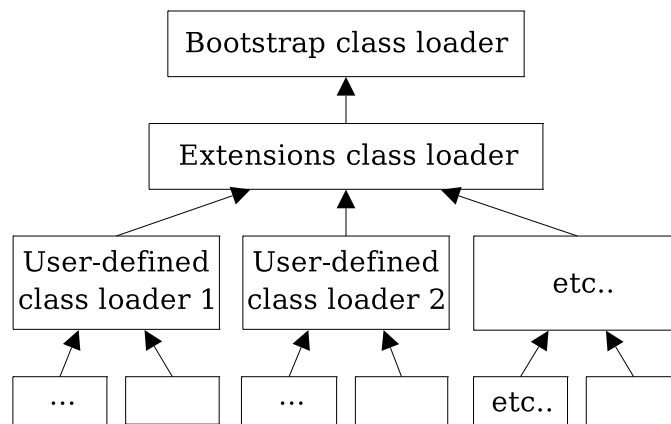 Bootstrap class loader
Extensions class loader
User-defined
class loader 1
User-defined
class loader 2
etc..
...
...
etc..